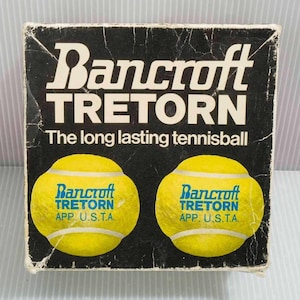 Bancroft
TRETORN
The long lasting tennisball
Bancroft
TRETORN
APP. U.S.T.A.
Bancroft
TRETORN
APP. U.S.T.A.